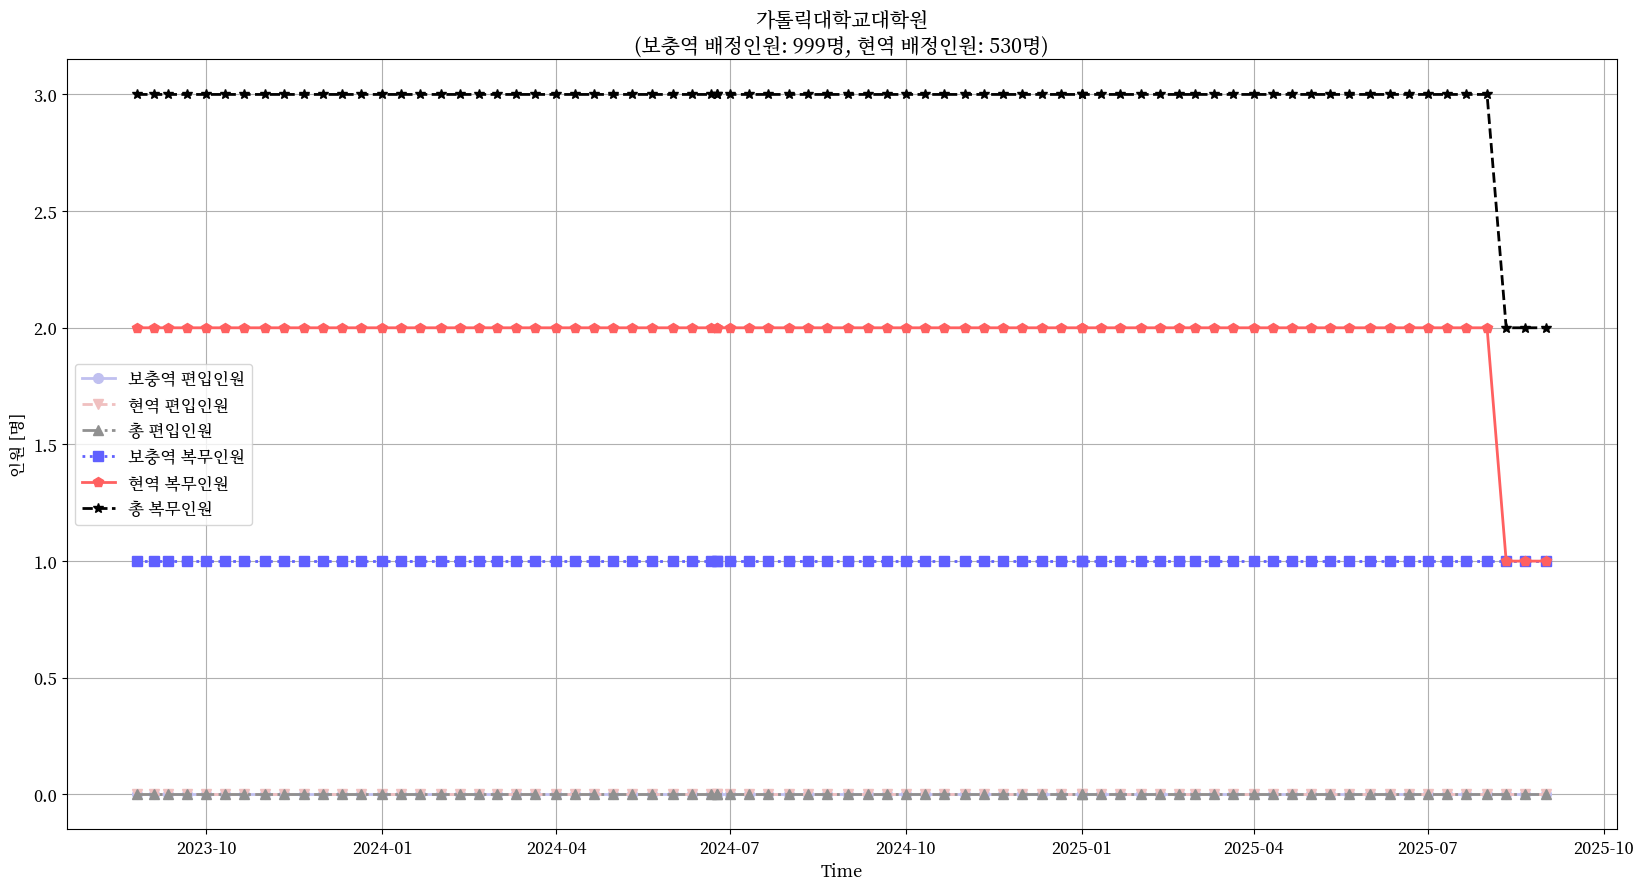 가톨릭대학교대학원
(보충역 배정인원: 999명, 현역 배정인원: 530명)
인원 [명]
3.0
2.5
2.0
1.5
1.0
0.5
0.0
보충역 편입인원
현역 편입인원
총 편입인원
보충역 복무인원
현역 복무인원
총 복무인원
2023-10
2024-01
2024-04
2024-07
2024-10
2025-01
2025-04
2025-07
2025-10
Time